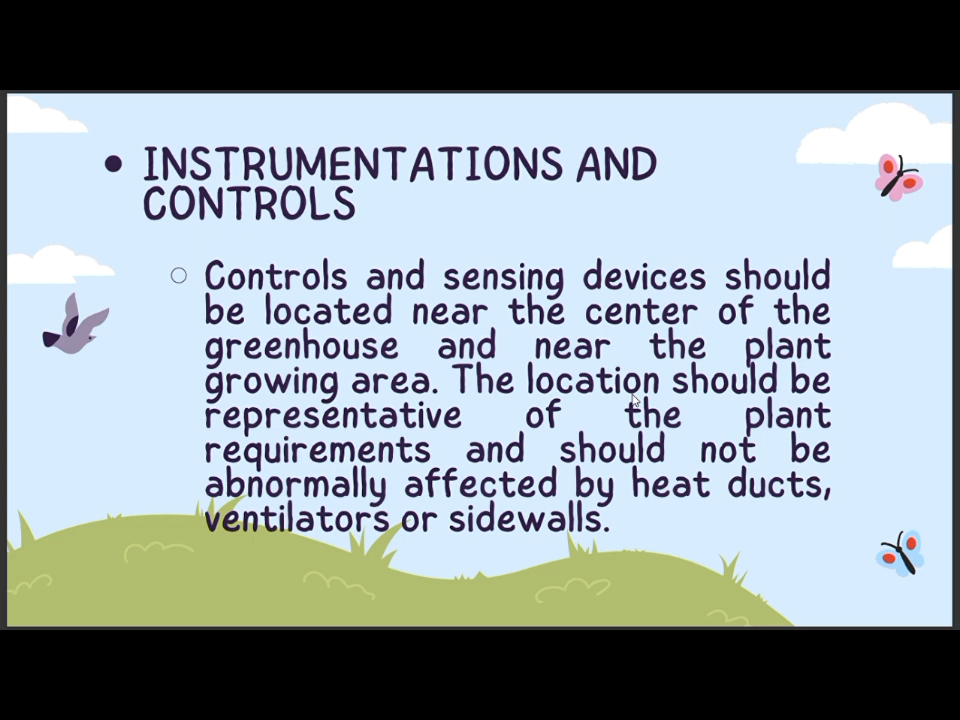 • INSTRUMENTATIONS AND
CONTROLS
○ Controls and sensing devices should
be located near the center of the
greenhouse and near the plant
growing area. The location should be
representative of the plant
requirements and should not be
abnormally affected by heat ducts,
ventilators or sidewalls.